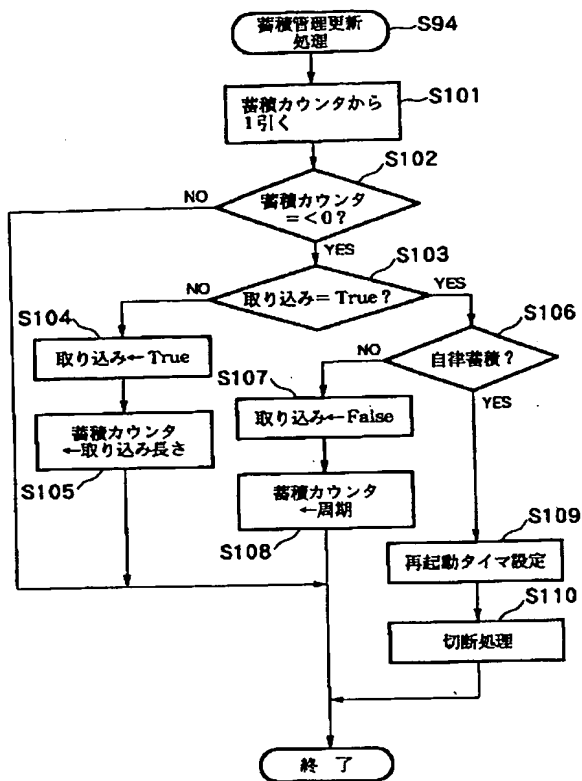 蓄積管理更新
処理
S94
蓄積カウンタから
1引く
S101
S102
蓄積カウンタ
=<0?
NO
YES
S103
取り込み=True?
NO
YES
S104
取り込み←True
蓄積カウンタ
←取り込み長さ
S105
S106
自律蓄積?
NO
YES
S107
取り込み←False
蓄積カウンタ
←周期
S108
S109
再起動タイマ設定
S110
切断処理
終 了